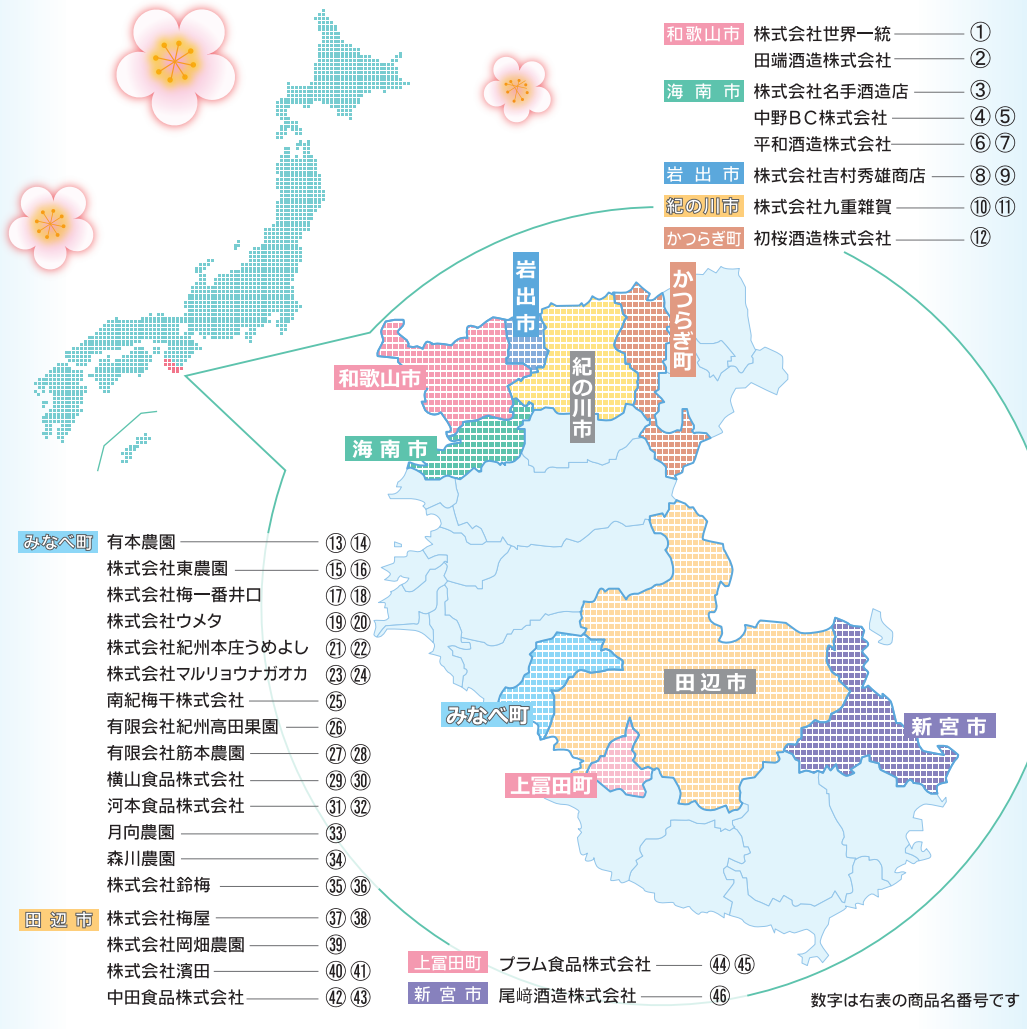 和歌山市 株式会社世界一統 ①
田端酒造株式会社 ②
海南市 株式会社名手酒造店 ③
中野BC株式会社 ④⑤
平和酒造株式会社 ⑥⑦
岩出市 株式会社吉村秀雄商店 ⑧⑨
紀の川市 株式会社九重雜賀 ⑩⑪
かつらぎ町 初桜酒造株式会社 ⑫
岩出市
かつらぎ町
紀の川市
和歌山市
海南市
みなべ町 有本農園 ⑬⑭
株式会社東農園 ⑮⑯
株式会社梅一番井口 ⑰⑱
株式会社ウメタ ⑲⑳
株式会社紀州本庄うめよし ㉑㉒
株式会社マルリョウナガオカ ㉓㉔
南紀梅干株式会社 ㉕
有限会社紀州高田果園 ㉖
有限会社筋本農園 ㉗㉘
横山食品株式会社 ㉙㉚
河本食品株式会社 ㉛㉜
月向農園 ㉝
森川農園 ㉞
株式会社鈴梅 ㉟㊱
田辺市 株式会社梅屋 ㊲㊳
株式会社岡畑農園 ㊴
株式会社濱田 ㊵㊶
中田食品株式会社 ㊷㊸
田辺市
みなべ町
新宮市
上冨田町
上冨田町 プラム食品株式会社 ㊹㊺
新宮市 尾﨑酒造株式会社 ㊻
数字は右表の商品名番号です